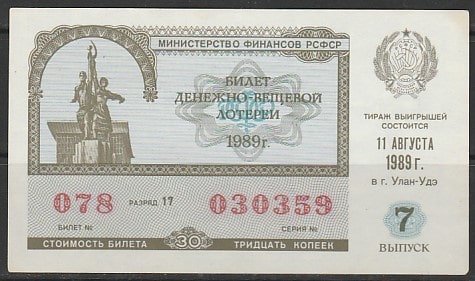 МИНИСТЕРСТВО ФИНАНСОВ РСФСР
БИЛЕТ
ДЕНЕЖНО-ВЕЩЕВОЙ
ЛОТЕРЕИ
1989г.
078 РАЗРЯД 17 030359
БИЛЕТ № СЕРИЯ №
СТОИМОСТЬ БИЛЕТА 30 ТРИДЦАТЬ КОПЕЕК
ТИРАЖ ВЫИГРЫШЕЙ
СОСТОИТСЯ
11 АВГУСТА
1989 г.
в г. Улан-Удэ
7
ВЫПУСК